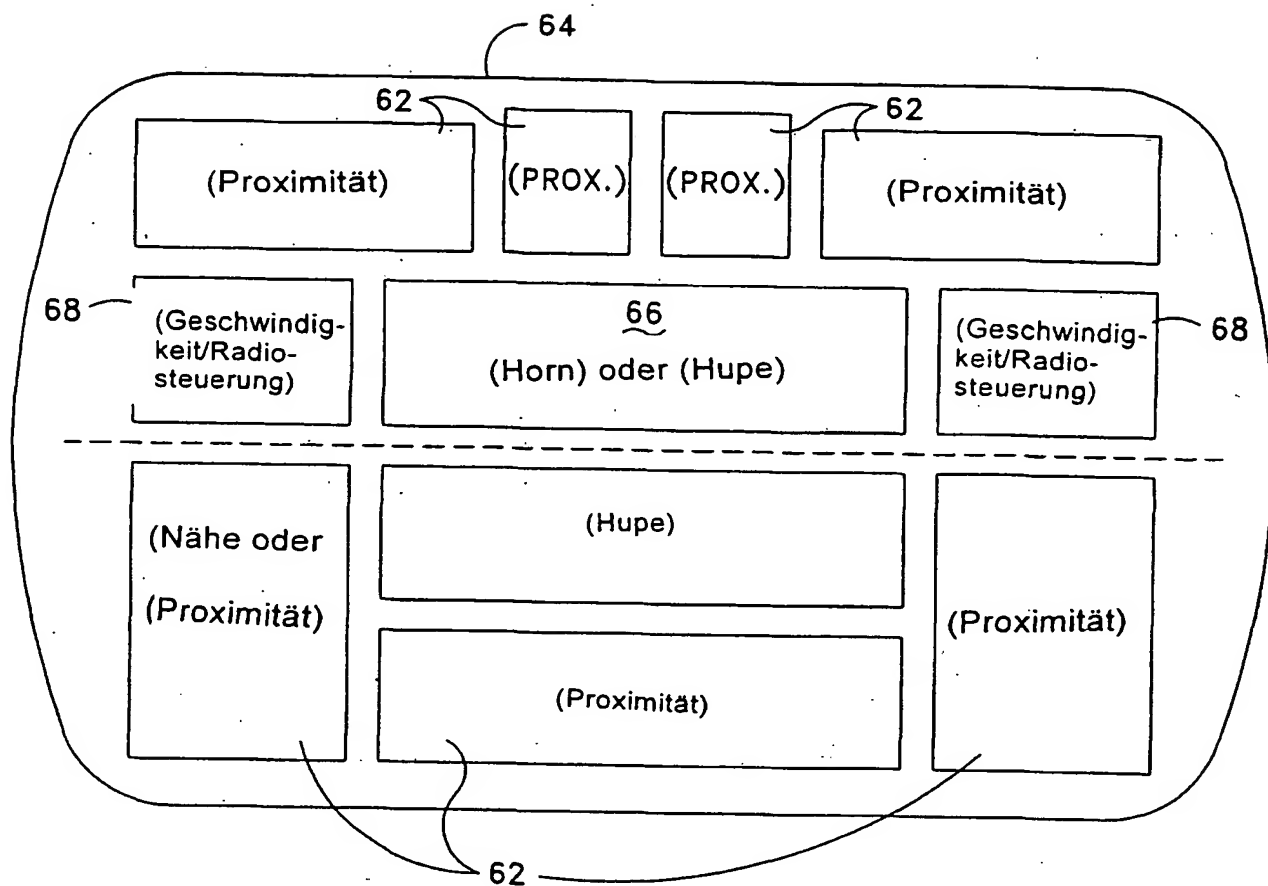 64
62
62
(Proximität)
(PROX.)
(PROX.)
(Proximität)
68
(Geschwindig-
keit/Radio-
steuerung)
66
(Horn) oder (Hupe)
(Geschwindig-
keit/Radio-
steuerung)
68
(Nähe oder
(Proximität)
(Hupe)
(Proximität)
(Proximität)
62